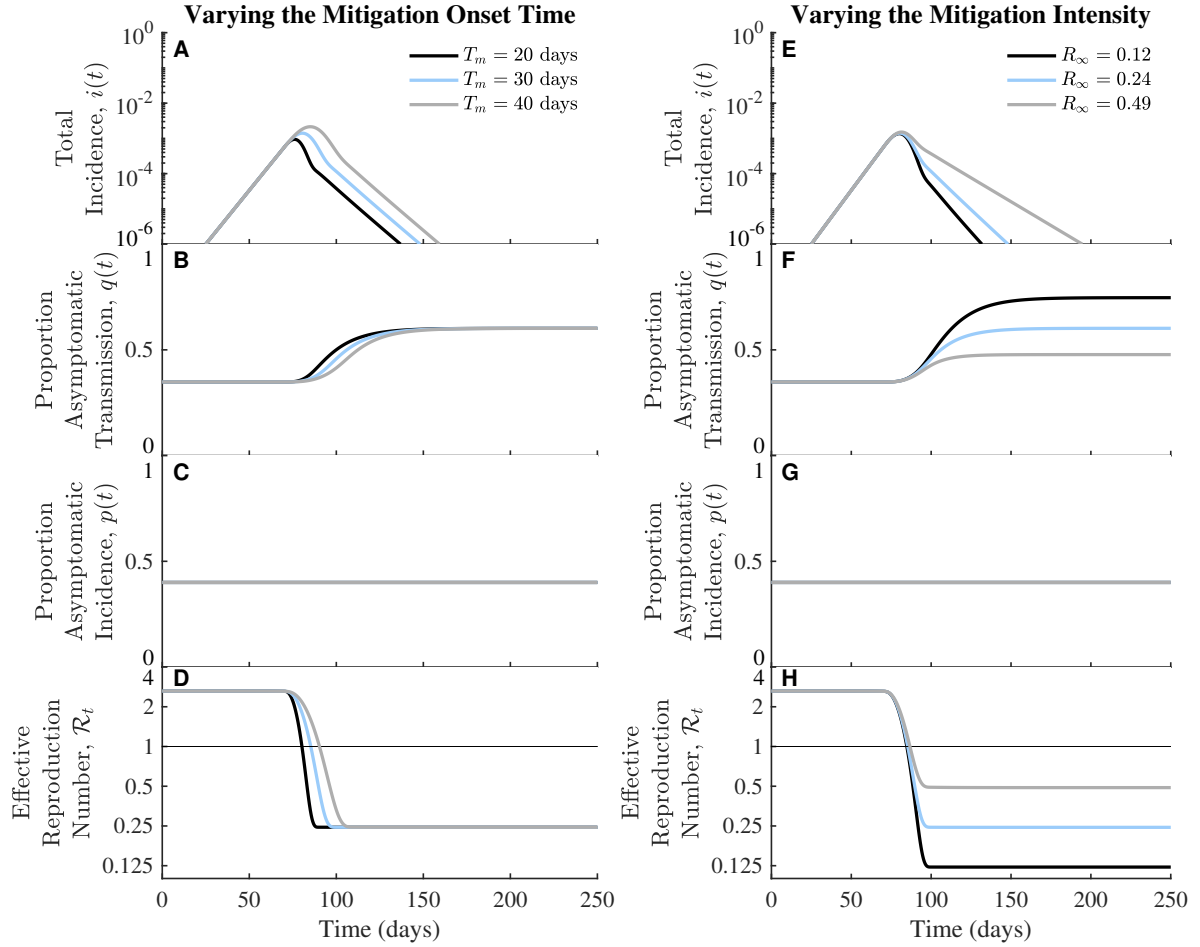 Varying the Mitigation Onset Time
A
10^0
10^-2
10^-4
10^-6
Total
Incidence, i(t)
T_m = 20 days
T_m = 30 days
T_m = 40 days
B
1
0.5
0
Proportion
Asymptomatic
Transmission, q(t)
C
1
0.5
0
Proportion
Asymptomatic
Incidence, p(t)
D
4
2
1
0.5
0.25
0.125
Effective
Reproduction
Number, R_t
0 50 100 150 200 250
Time (days)
Varying the Mitigation Intensity
E
10^0
10^-2
10^-4
10^-6
Total
Incidence, i(t)
R_∞ = 0.12
R_∞ = 0.24
R_∞ = 0.49
F
1
0.5
0
Proportion
Asymptomatic
Transmission, q(t)
G
1
0.5
0
Proportion
Asymptomatic
Incidence, p(t)
H
4
2
1
0.5
0.25
0.125
Effective
Reproduction
Number, R_t
0 50 100 150 200 250
Time (days)